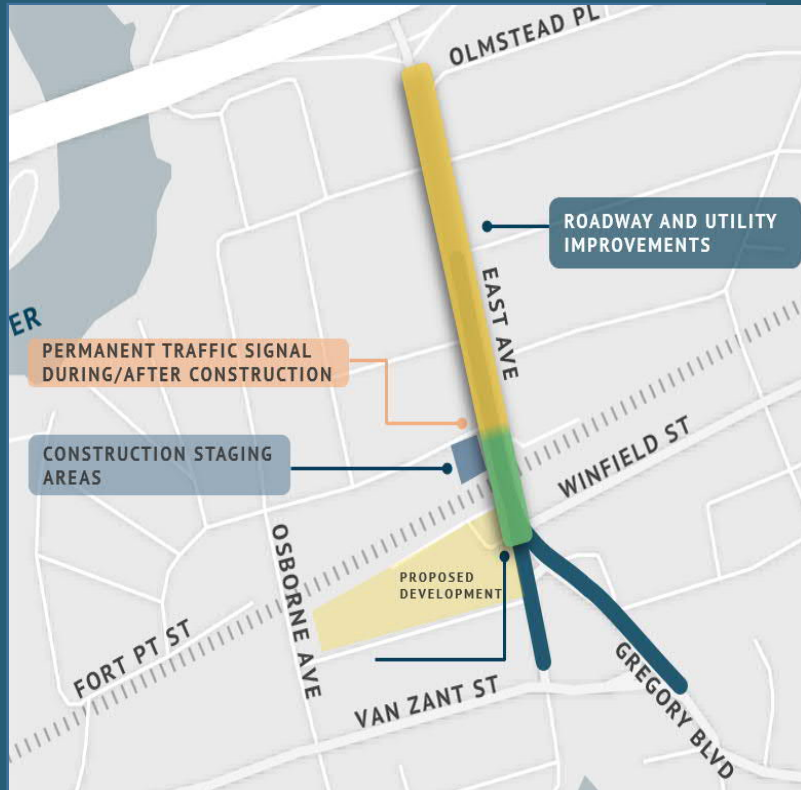 OLMSTEAD PL
ROADWAY AND UTILITY
IMPROVEMENTS
EAST AVE
ER
PERMANENT TRAFFIC SIGNAL
DURING/AFTER CONSTRUCTION
CONSTRUCTION STAGING
AREAS
WINFIELD ST
OSBORNE AVE
PROPOSED
DEVELOPMENT
FORT PT ST
VAN ZANT ST
GREGORY BLVD